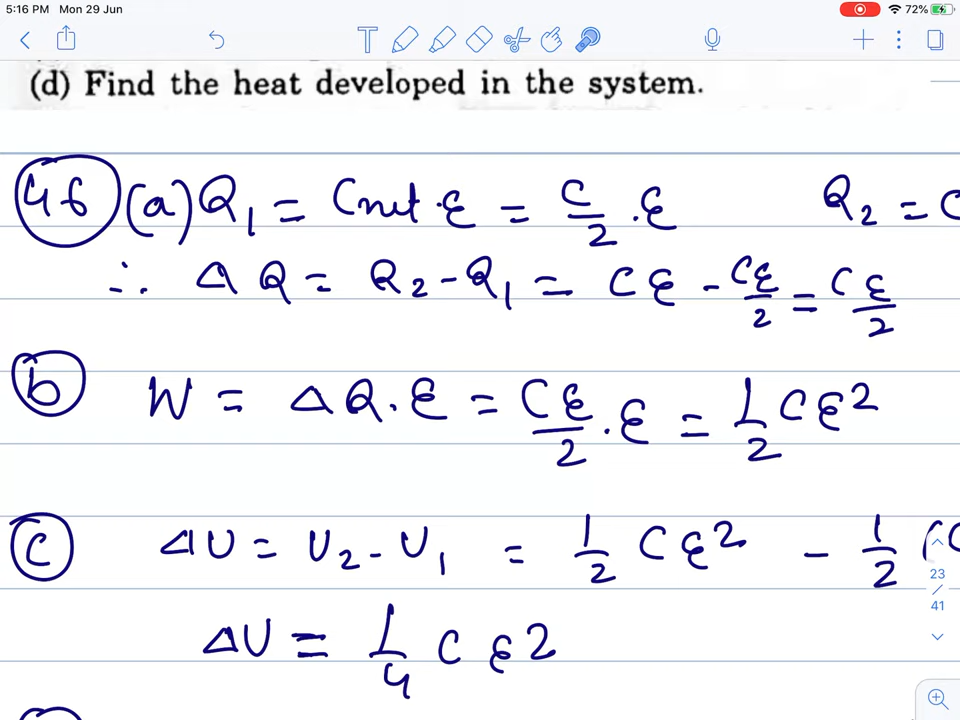 5:16 PM Mon 29 Jun 72%
(d) Find the heat developed in the system.
46 (a) Q₁ = Cnet · ε = C/2 · ε Q₂ = C
∴ ΔQ = Q₂ - Q₁ = Cε - Cε/2 = Cε/2
b W = ΔQ · ε = Cε/2 · ε = 1/2 Cε²
c ΔU = U₂ - U₁ = 1/2 Cε² - 1/2 (C
23
/
41
ΔU = 1/4 Cε²